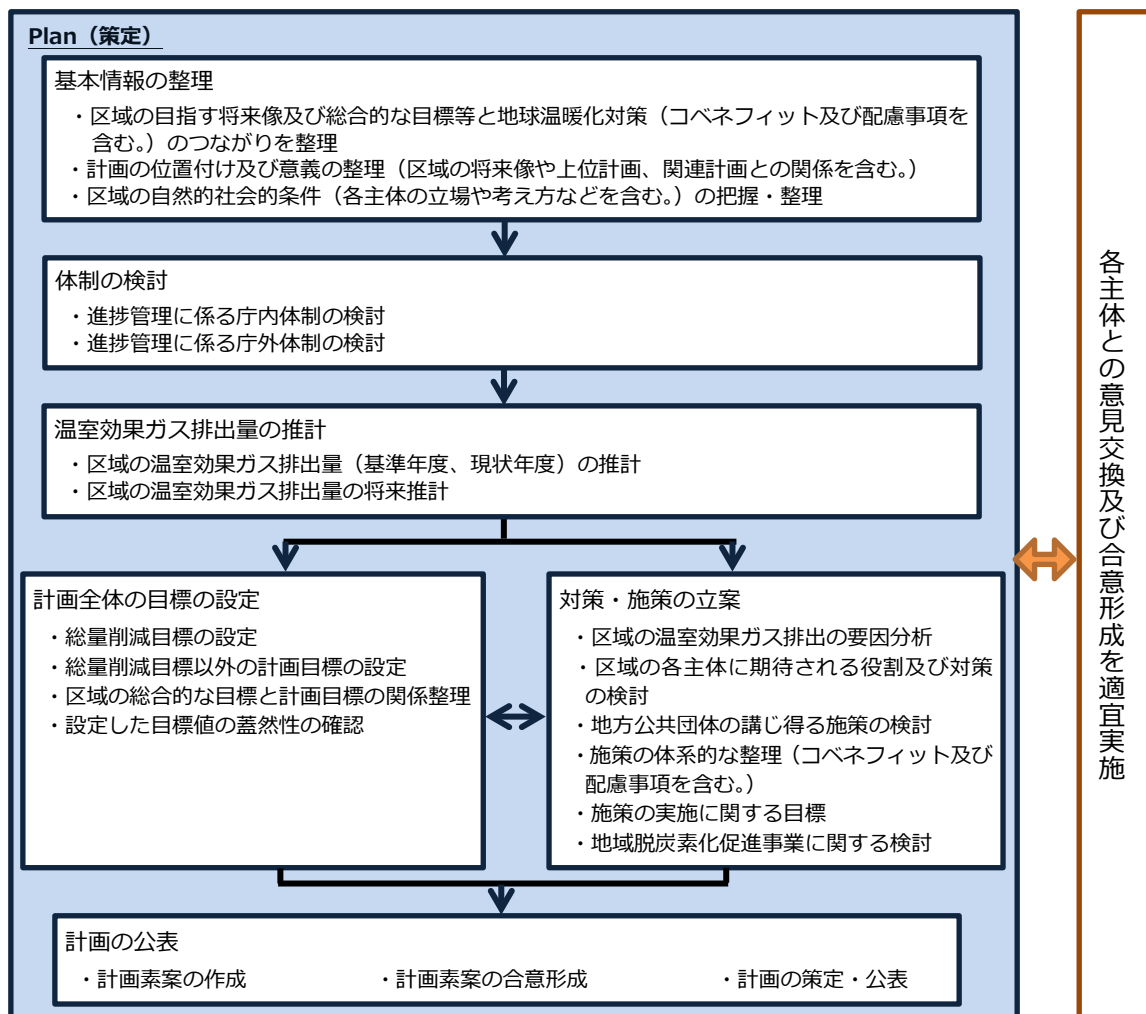 Plan（策定）
基本情報の整理
・区域の目指す将来像及び総合的な目標等と地球温暖化対策（コベネフィット及び配慮事項を
含む。）のつながりを整理
・計画の位置付け及び意義の整理（区域の将来像や上位計画、関連計画との関係を含む。）
・区域の自然的社会的条件（各主体の立場や考え方などを含む。）の把握・整理
体制の検討
・進捗管理に係る庁内体制の検討
・進捗管理に係る庁外体制の検討
温室効果ガス排出量の推計
・区域の温室効果ガス排出量（基準年度、現状年度）の推計
・区域の温室効果ガス排出量の将来推計
計画全体の目標の設定
・総量削減目標の設定
・総量削減目標以外の計画目標の設定
・区域の総合的な目標と計画目標の関係整理
・設定した目標値の蓋然性の確認
対策・施策の立案
・区域の温室効果ガス排出の要因分析
・区域の各主体に期待される役割及び対策
の検討
・地方公共団体の講じ得る施策の検討
・施策の体系的な整理（コベネフィット及び
配慮事項を含む。）
・施策の実施に関する目標
・地域脱炭素化促進事業に関する検討
計画の公表
・計画素案の作成 ・計画素案の合意形成 ・計画の策定・公表
各主体との意見交換及び合意形成を適宜実施